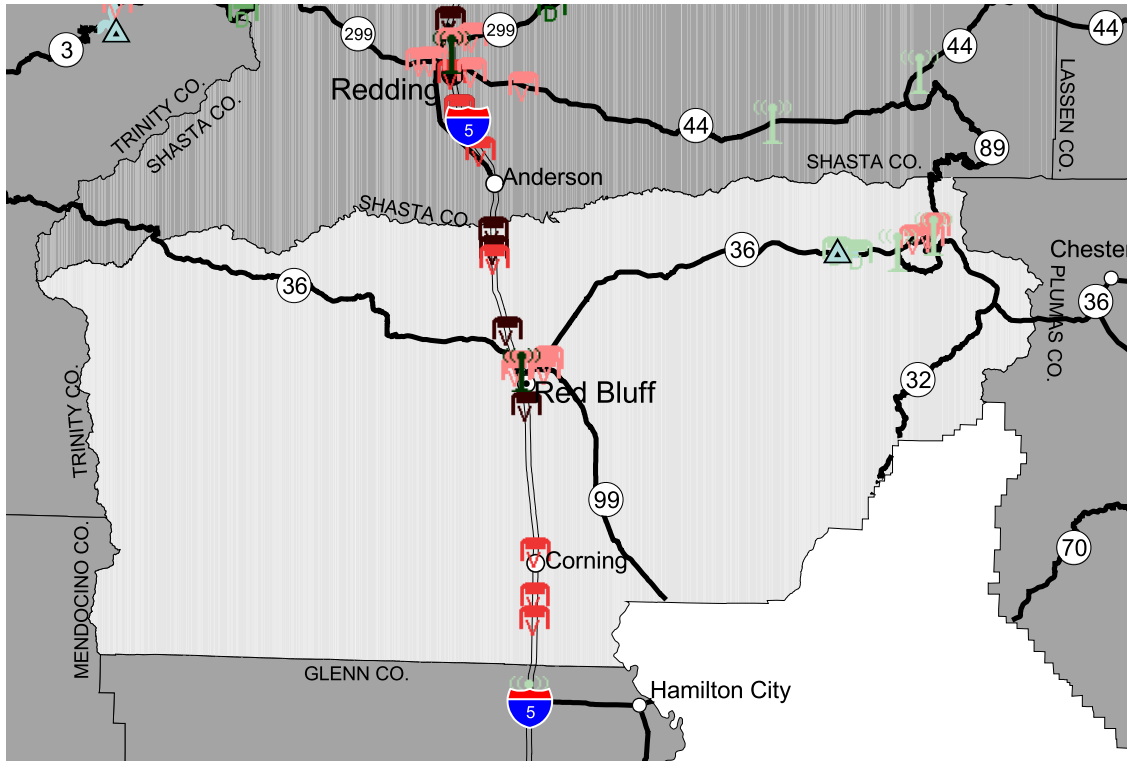 299
299
44
44
3
Redding
5
LASSEN CO.
TRINITY CO.
SHASTA CO.
44
89
SHASTA CO.
Anderson
SHASTA CO.
36
Chester
36
PLUMAS CO.
36
32
Red Bluff
TRINITY CO.
99
MENDOCINO CO.
70
Corning
GLENN CO.
Hamilton City
5